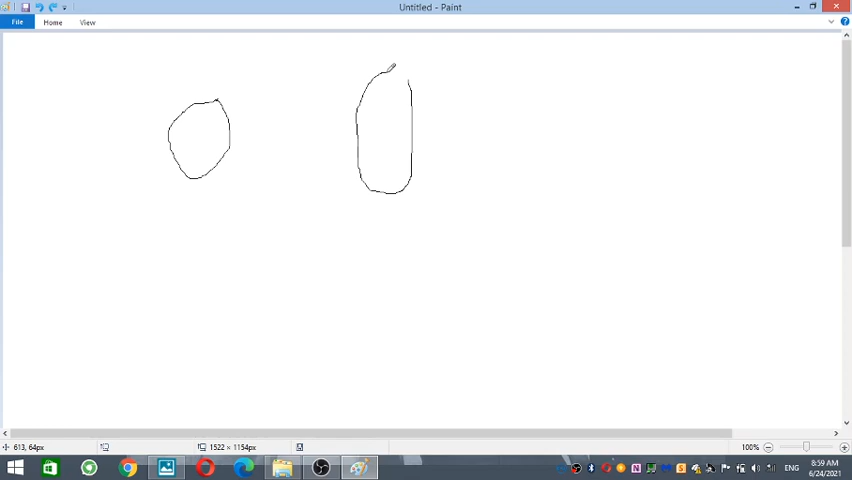 Untitled - Paint
File Home View
613, 64px 1522 × 1154px 100%
ENG 8:59 AM
6/24/2021